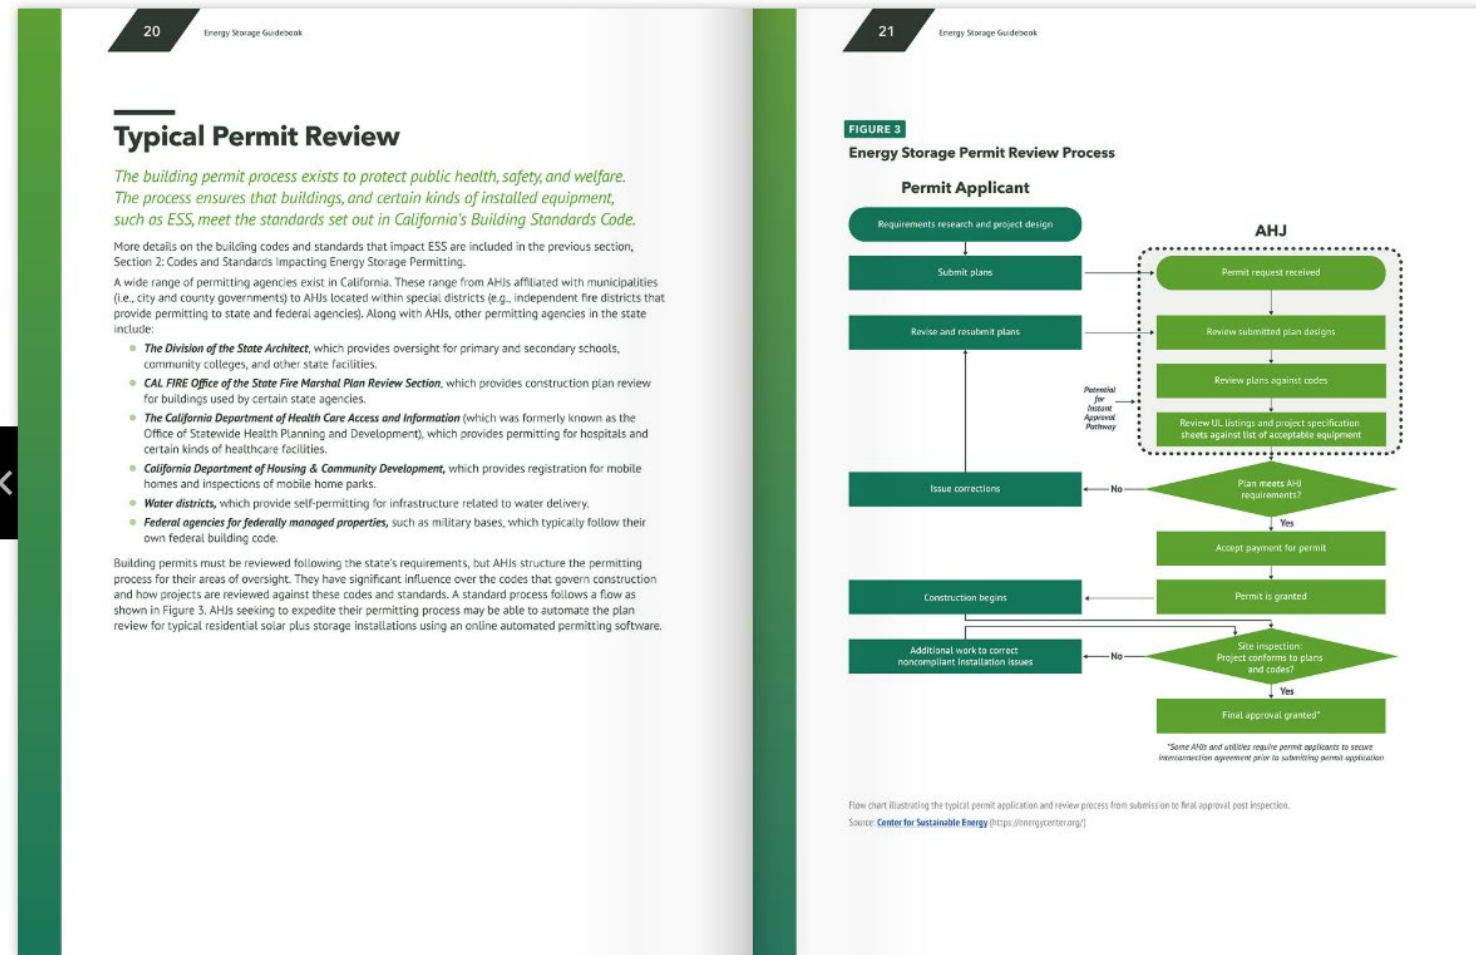 20
Energy Storage Guidebook
Typical Permit Review
The building permit process exists to protect public health, safety, and welfare.
The process ensures that buildings, and certain kinds of installed equipment,
such as ESS, meet the standards set out in California's Building Standards Code.
More details on the building codes and standards that impact ESS are included in the previous section,
Section 2: Codes and Standards Impacting Energy Storage Permitting.
A wide range of permitting agencies exist in California. These range from AHJs affiliated with municipalities
(i.e., city and county governments) to AHJs located within special districts (e.g., independent fire districts that
provide permitting to state and federal agencies). Along with AHJs, other permitting agencies in the state
include:
The Division of the State Architect, which provides oversight for primary and secondary schools,
community colleges, and other state facilities.
CAL FIRE Office of the State Fire Marshal Plan Review Section, which provides construction plan review
for buildings used by certain state agencies.
The California Department of Health Care Access and Information (which was formerly known as the
Office of Statewide Health Planning and Development), which provides permitting for hospitals and
certain kinds of healthcare facilities.
California Department of Housing & Community Development, which provides registration for mobile
homes and inspections of mobile home parks.
Water districts, which provide self-permitting for infrastructure related to water delivery.
Federal agencies for federally managed properties, such as military bases, which typically follow their
own federal building code.
Building permits must be reviewed following the state's requirements, but AHJs structure the permitting
process for their areas of oversight. They have significant influence over the codes that govern construction
and how projects are reviewed against these codes and standards. A standard process follows a flow as
shown in Figure 3. AHJs seeking to expedite their permitting process may be able to automate the plan
review for typical residential solar plus storage installations using an online automated permitting software.
21
Energy Storage Guidebook
FIGURE 3
Energy Storage Permit Review Process
Permit Applicant
Requirements research and project design
AHJ
Submit plans
Permit request received
Revise and resubmit plans
Review submitted plan designs
Review plans against codes
Potential
for
Instant
Approval
Pathway
Review UL listings and project specification
sheets against list of acceptable equipment
Issue corrections
No
Plan meets AHJ
requirements?
Yes
Accept payment for permit
Construction begins
Permit is granted
Additional work to correct
noncompliant installation issues
No
Site inspection:
Project conforms to plans
and codes?
Yes
Final approval granted*
*Some AHJs and utilities require permit applicants to secure
interconnection agreement prior to submitting permit application
Flow chart illustrating the typical permit application and review process from submission to final approval post inspection.
Source: Center for Sustainable Energy (https://energycenter.org/)